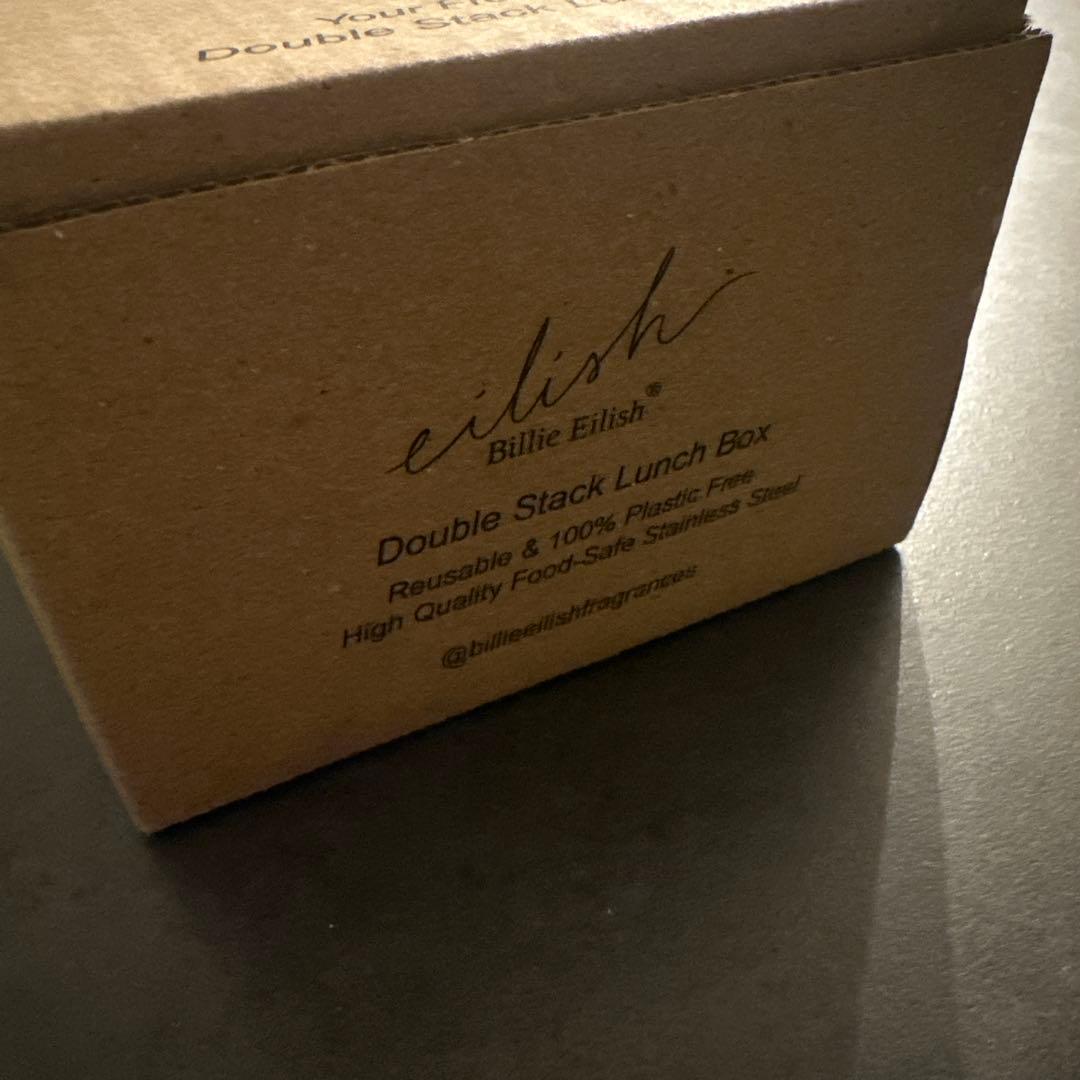 Your
Double Stack
eilish
Billie Eilish®
Double Stack Lunch Box
Reusable & 100% Plastic Free
High Quality Food-Safe Stainless Steel
@billieeilishfragrances